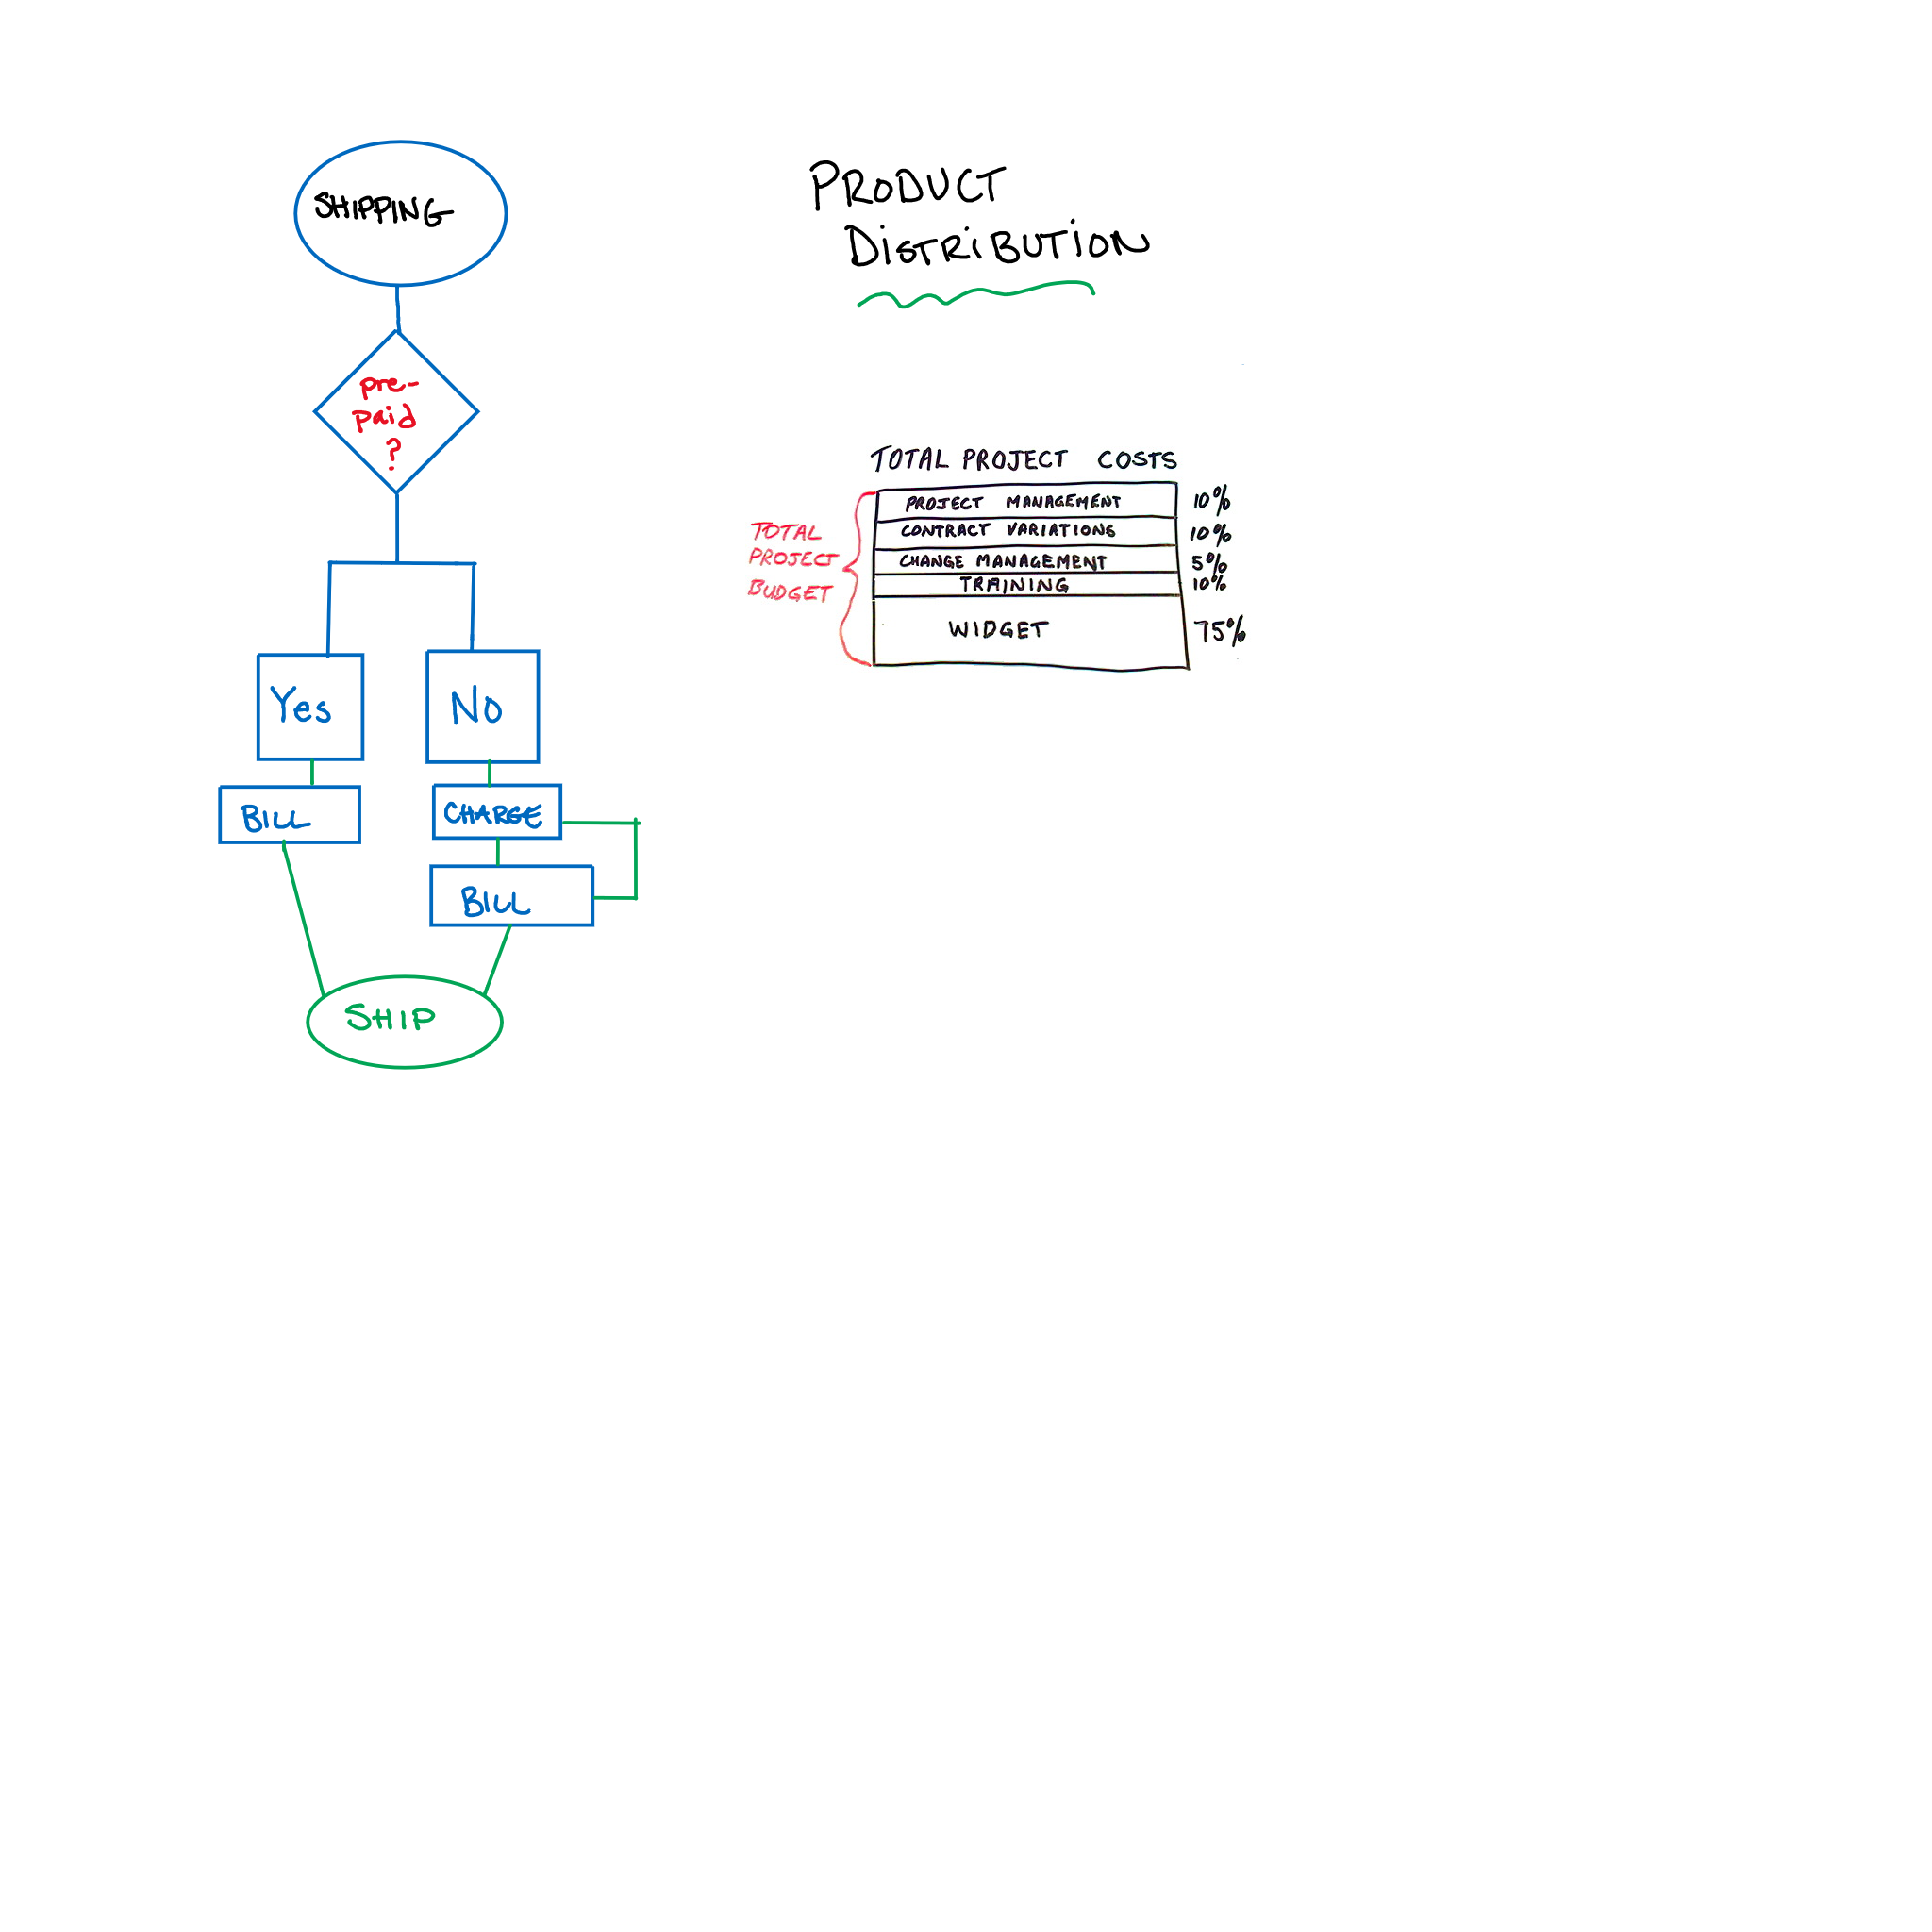 SHIPPING
pre-
paid
?
Yes
No
BILL
CHARGE
BILL
SHIP
PRODUCT
DISTRIBUTION
TOTAL PROJECT COSTS
TOTAL
PROJECT
BUDGET
PROJECT MANAGEMENT 10%
CONTRACT VARIATIONS 10%
CHANGE MANAGEMENT 5%
TRAINING 10%
WIDGET 75%